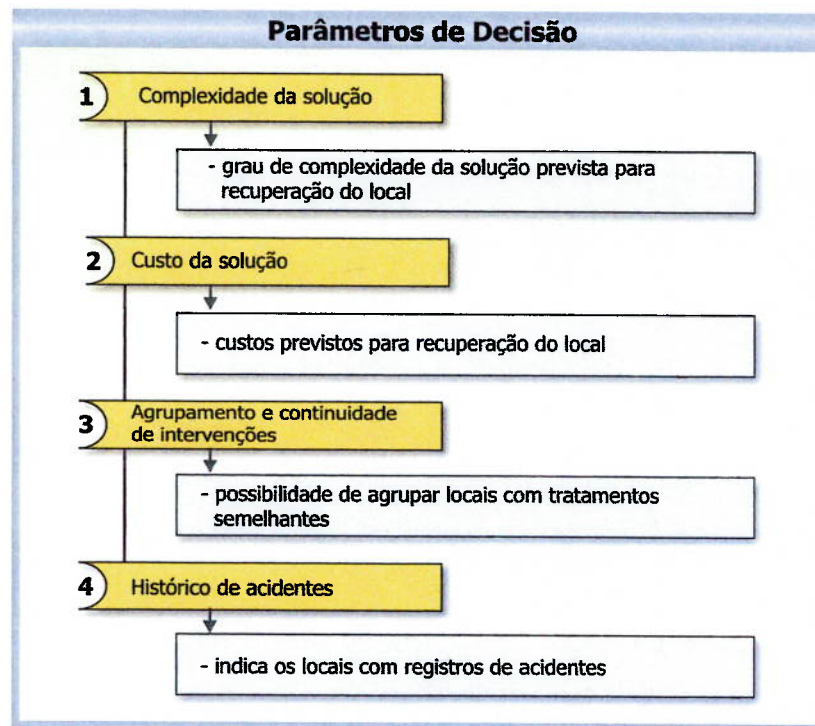 Parâmetros de Decisão
1
Complexidade da solução
- grau de complexidade da solução prevista para
recuperação do local
2
Custo da solução
- custos previstos para recuperação do local
3
Agrupamento e continuidade
de intervenções
- possibilidade de agrupar locais com tratamentos
semelhantes
4
Histórico de acidentes
- indica os locais com registros de acidentes